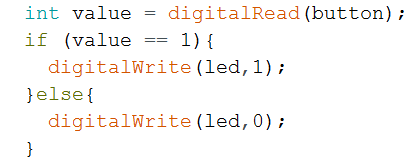 int value = digitalRead(button);
if (value == 1){
  digitalWrite(led,1);
}else{
  digitalWrite(led,0);
}